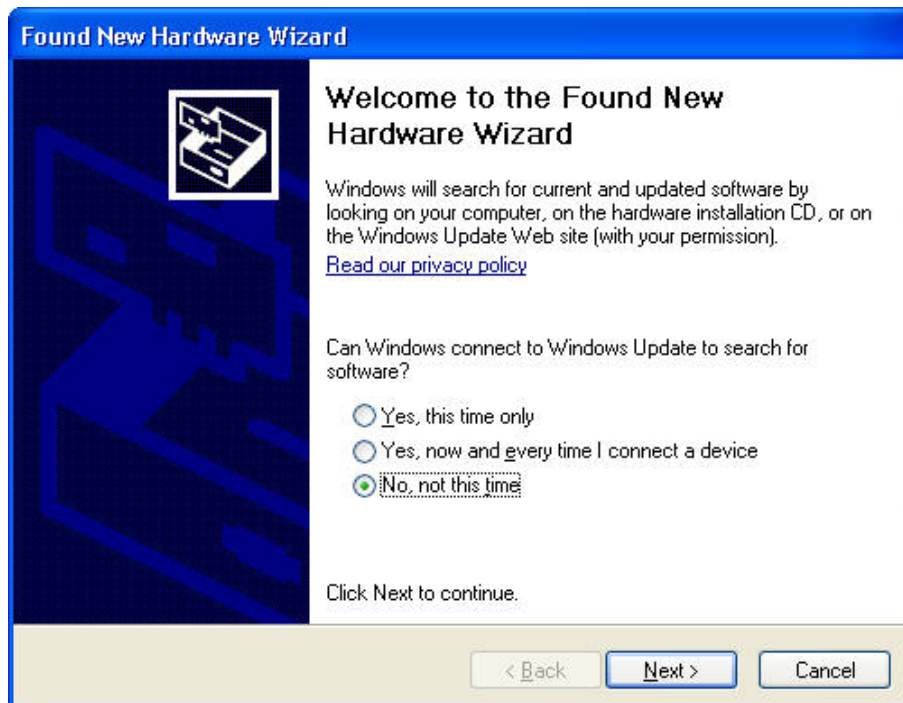 Found New Hardware Wizard
Welcome to the Found New
Hardware Wizard
Windows will search for current and updated software by
looking on your computer, on the hardware installation CD, or on
the Windows Update Web site (with your permission).
Read our privacy policy
Can Windows connect to Windows Update to search for
software?
Yes, this time only
Yes, now and every time I connect a device
No, not this time
Click Next to continue.
< Back
Next >
Cancel